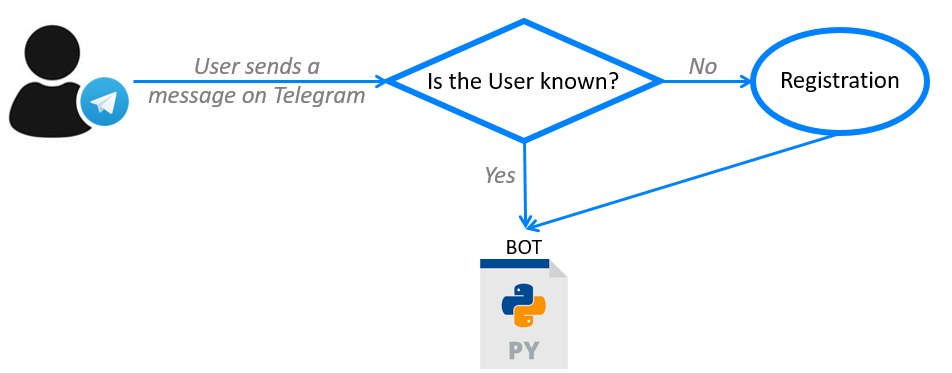 User sends a
message on Telegram
Is the User known?
No
Registration
Yes
BOT
PY